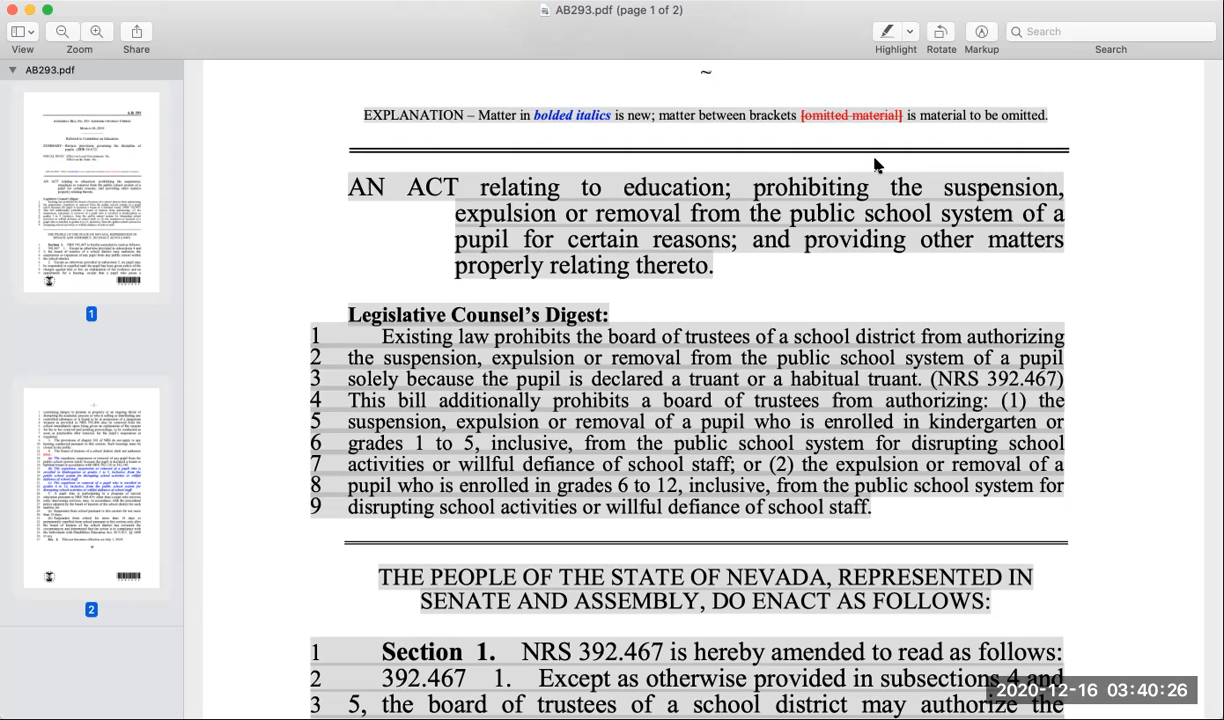 AB293.pdf (page 1 of 2)
View Zoom Share Highlight Rotate Markup Search Search
AB293.pdf
1
2
~
EXPLANATION – Matter in bolded italics is new; matter between brackets [omitted material] is material to be omitted.
AN ACT relating to education; prohibiting the suspension,
expulsion or removal from the public school system of a
pupil for certain reasons; and providing other matters
properly relating thereto.
Legislative Counsel's Digest:
1 Existing law prohibits the board of trustees of a school district from authorizing
2 the suspension, expulsion or removal from the public school system of a pupil
3 solely because the pupil is declared a truant or a habitual truant. (NRS 392.467)
4 This bill additionally prohibits a board of trustees from authorizing: (1) the
5 suspension, expulsion or removal of a pupil who is enrolled in kindergarten or
6 grades 1 to 5, inclusive, from the public school system for disrupting school
7 activities or willful defiance of school staff; or (2) the expulsion or removal of a
8 pupil who is enrolled in grades 6 to 12, inclusive, from the public school system for
9 disrupting school activities or willful defiance of school staff.
THE PEOPLE OF THE STATE OF NEVADA, REPRESENTED IN
SENATE AND ASSEMBLY, DO ENACT AS FOLLOWS:
1 Section 1. NRS 392.467 is hereby amended to read as follows:
2 392.467 1. Except as otherwise provided in subsections 4 and
3 5, the board of trustees of a school district may authorize the
2020-12-16 03:40:26